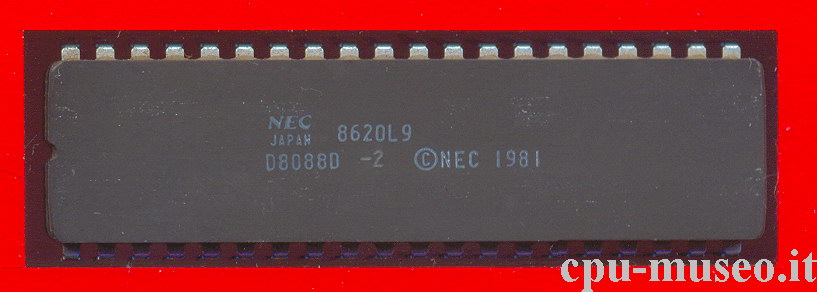 NEC
JAPAN 8620L9
D8088D -2 ©NEC 1981
cpu-museo.it